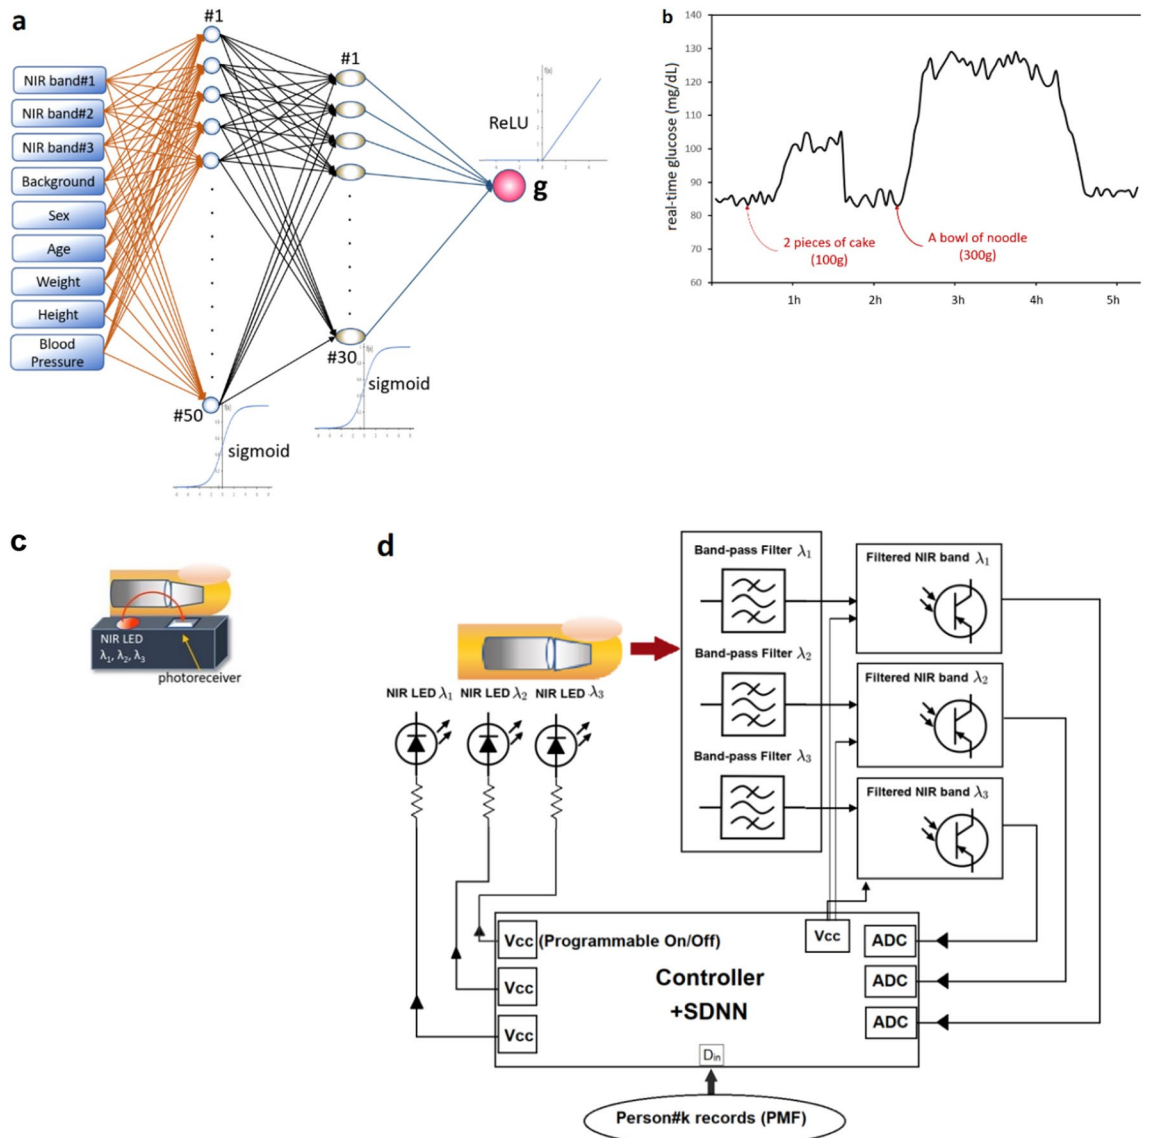 a
#1
#1
NIR band#1
NIR band#2
NIR band#3
Background
Sex
Age
Weight
Height
Blood
Pressure
ReLU
g
#30
sigmoid
#50
sigmoid
b
real-time glucose (mg/dL)
140
130
120
110
100
90
80
70
60
2 pieces of cake
(100g)
A bowl of noodle
(300g)
1h
2h
3h
4h
5h
c
NIR LED
λ1, λ2, λ3
photoreceiver
d
NIR LED λ1
NIR LED λ2
NIR LED λ3
Band-pass Filter λ1
Band-pass Filter λ2
Band-pass Filter λ3
Filtered NIR band λ1
Filtered NIR band λ2
Filtered NIR band λ3
Vcc (Programmable On/Off)
Vcc
Vcc
Vcc
ADC
ADC
ADC
Controller
+SDNN
Din
Person#k records (PMF)